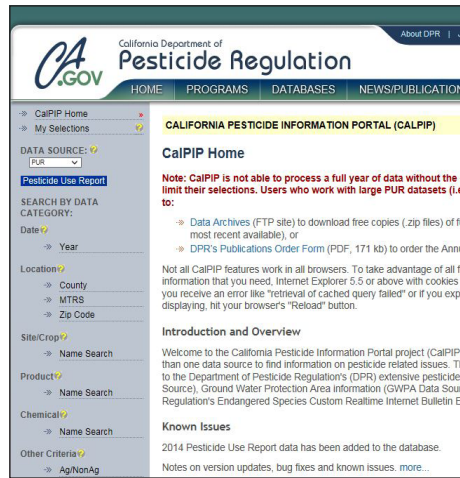 About DPR |
California Department of
Pesticide Regulation
CA
.GOV
HOME PROGRAMS DATABASES NEWS/PUBLICATION
CalPIP Home »
My Selections ?
DATA SOURCE: ?
PUR
Pesticide Use Report
SEARCH BY DATA
CATEGORY:
Date?
Year
Location?
County
MTRS
Zip Code
Site/Crop?
Name Search
Product?
Name Search
Chemical?
Name Search
Other Criteria?
Ag/NonAg
CALIFORNIA PESTICIDE INFORMATION PORTAL (CALPIP)
CalPIP Home
Note: CalPIP is not able to process a full year of data without the
limit their selections. Users who work with large PUR datasets (i.e
to:
Data Archives (FTP site) to download free copies (.zip files) of f
most recent available), or
DPR's Publications Order Form (PDF, 171 kb) to order the Ann
Not all CalPIP features work in all browsers. To take advantage of all f
information that you need, Internet Explorer 5.5 or above with cookies
you receive an error like "retrieval of cached query failed" or if you exp
displaying, hit your browser's "Reload" button.
Introduction and Overview
Welcome to the California Pesticide Information Portal project (CalPIP
than one data source to find information on pesticide related issues. T
to the Department of Pesticide Regulation's (DPR) extensive pesticide
Source), Ground Water Protection Area information (GWPA Data Sou
Regulation's Endangered Species Custom Realtime Internet Bulletin E
Known Issues
2014 Pesticide Use Report data has been added to the database.
Notes on version updates, bug fixes and known issues. more...